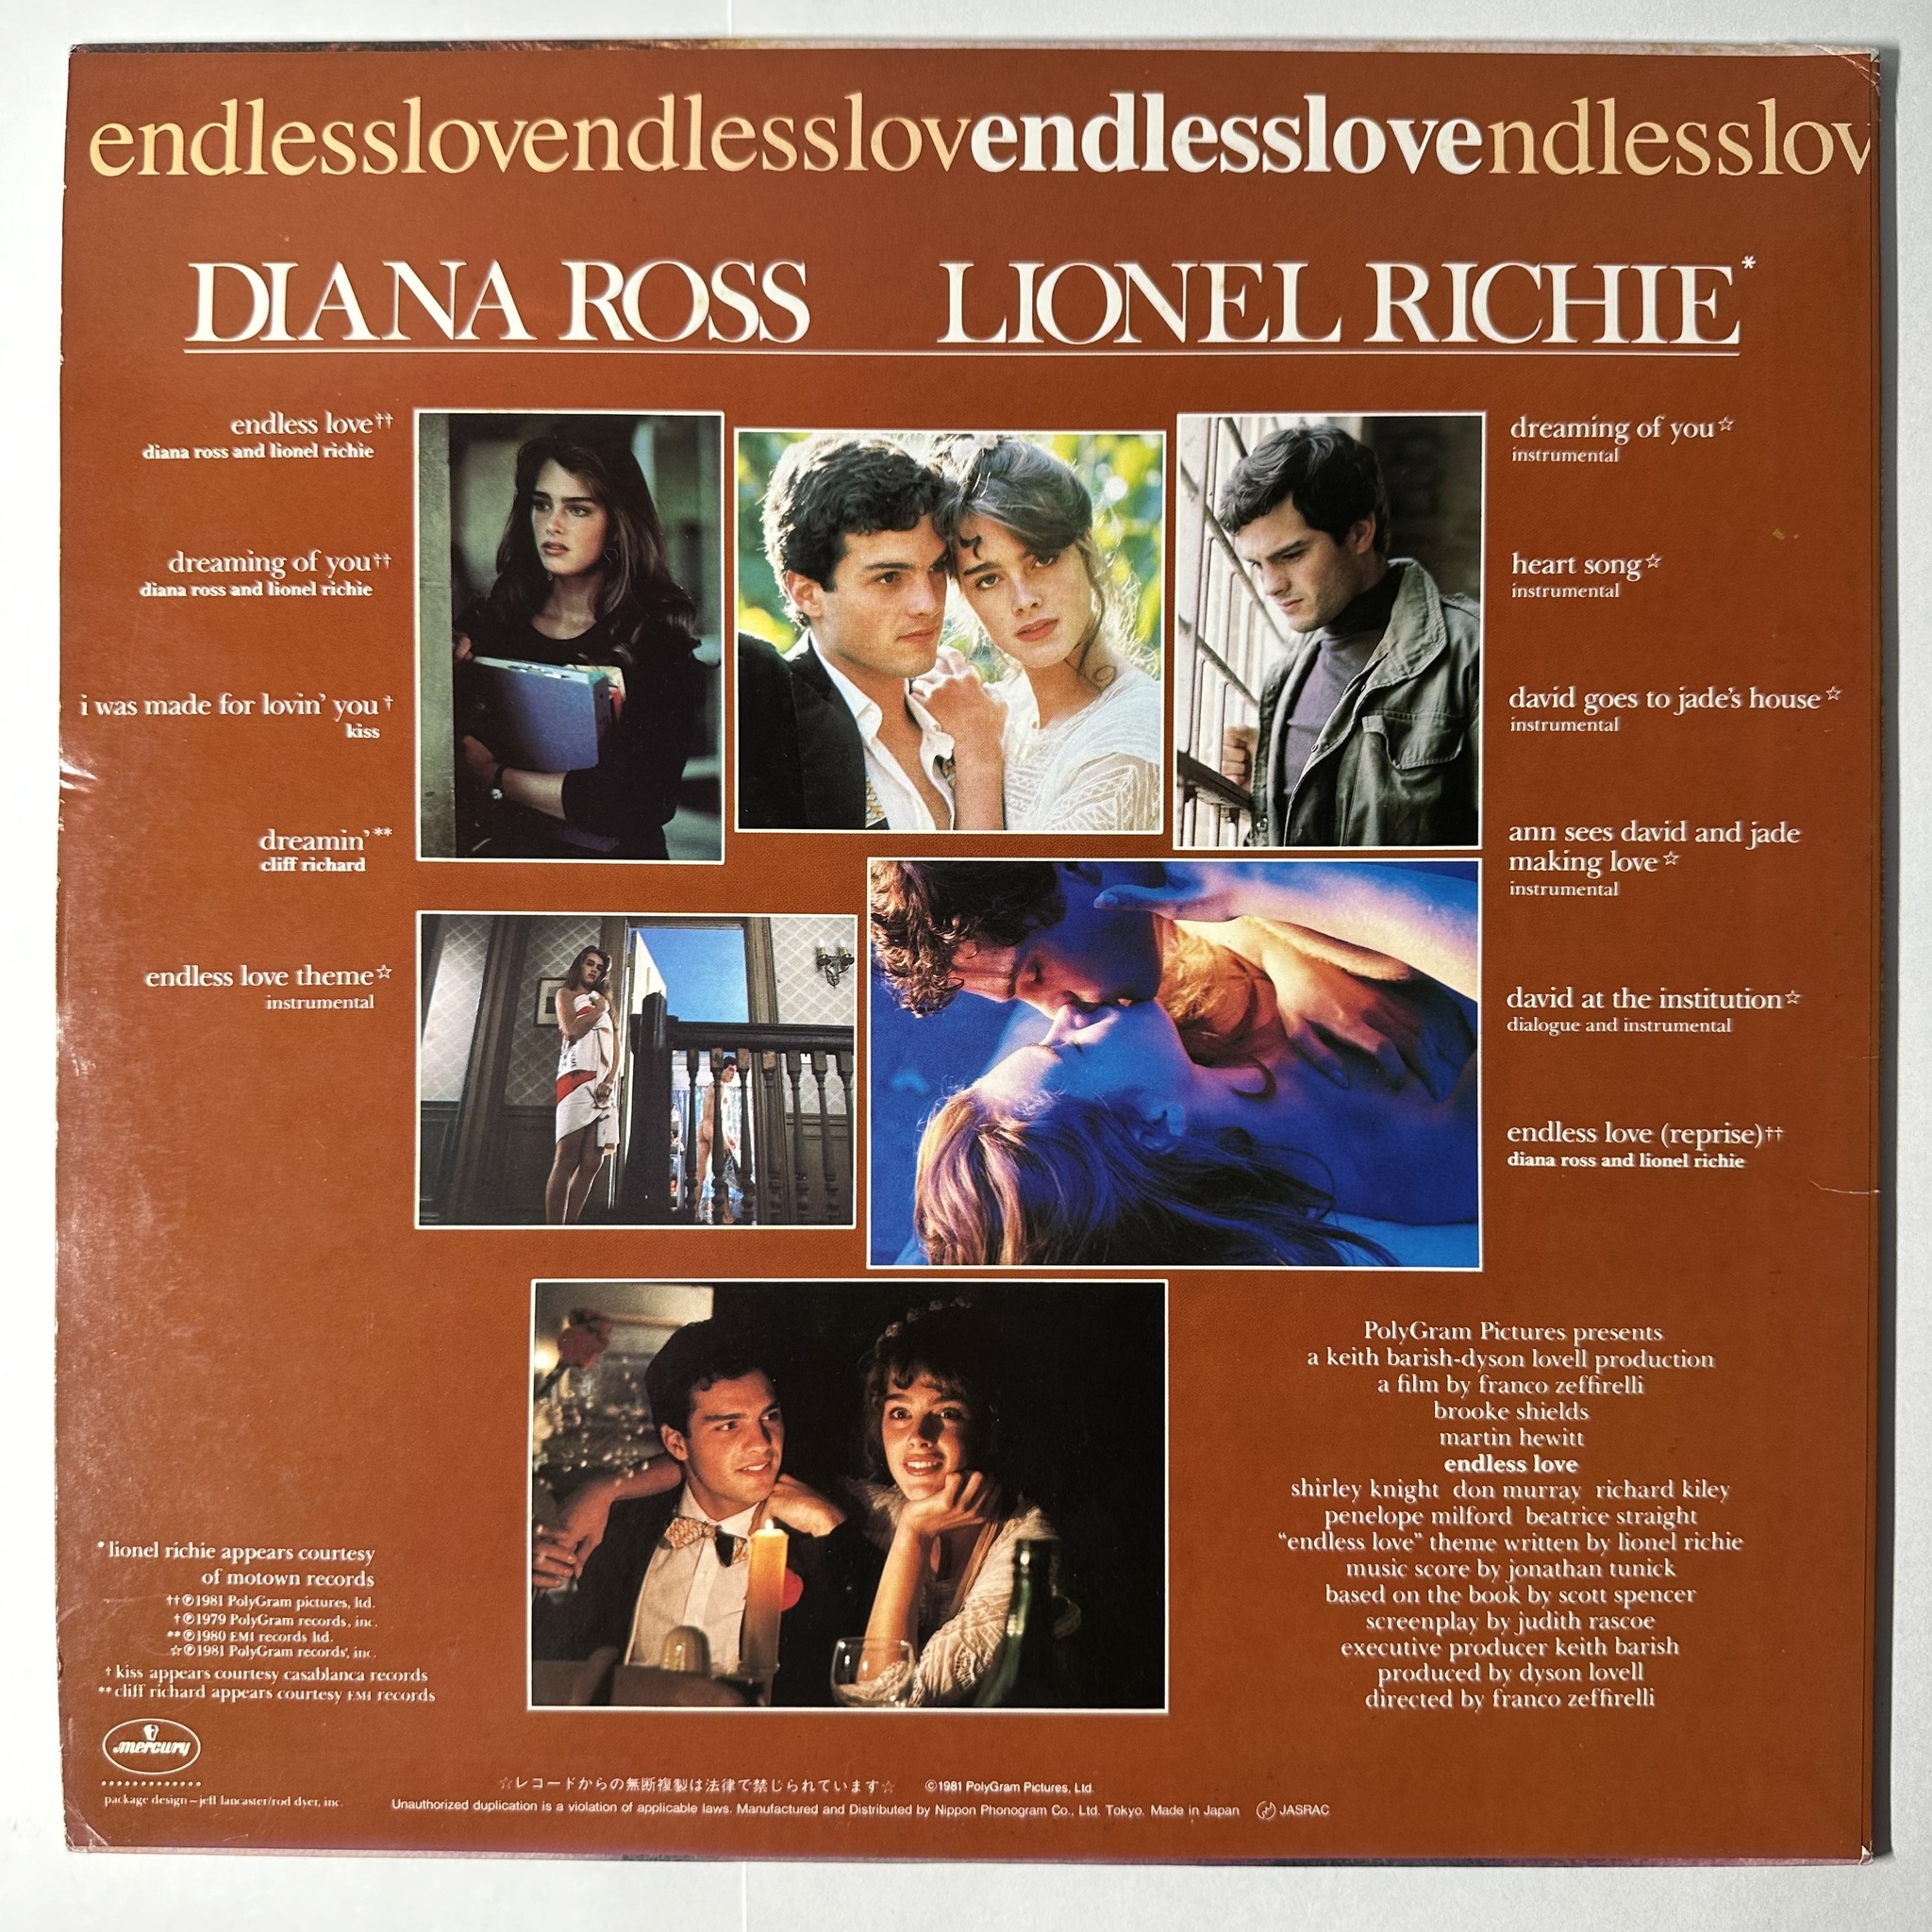 endlesslovendlesslovendlesslovendlesslov
DIANA ROSS LIONEL RICHIE*
endless love††
diana ross and lionel richie
dreaming of you††
diana ross and lionel richie
i was made for lovin' you†
kiss
dreamin'**
cliff richard
endless love theme☆
instrumental
dreaming of you☆
instrumental
heart song☆
instrumental
david goes to jade's house☆
instrumental
ann sees david and jade
making love☆
instrumental
david at the institution☆
dialogue and instrumental
endless love (reprise)††
diana ross and lionel richie
PolyGram Pictures presents
a keith barish-dyson lovell production
a film by franco zeffirelli
brooke shields
martin hewitt
endless love
shirley knight don murray richard kiley
penelope milford beatrice straight
"endless love" theme written by lionel richie
music score by jonathan tunick
based on the book by scott spencer
screenplay by judith rascoe
executive producer keith barish
produced by dyson lovell
directed by franco zeffirelli
*lionel richie appears courtesy
of motown records
††℗1981 PolyGram pictures, ltd.
†℗1979 PolyGram records, inc.
**℗1980 EMI records ltd.
☆℗1981 PolyGram records, inc.
†kiss appears courtesy casablanca records
**cliff richard appears courtesy EMI records
mercury
package design–jeff lancaster/rod dyer, inc.
☆レコードからの無断複製は法律で禁じられています☆ ©1981 PolyGram Pictures, Ltd.
Unauthorized duplication is a violation of applicable laws. Manufactured and Distributed by Nippon Phonogram Co., Ltd. Tokyo. Made in Japan JASRAC